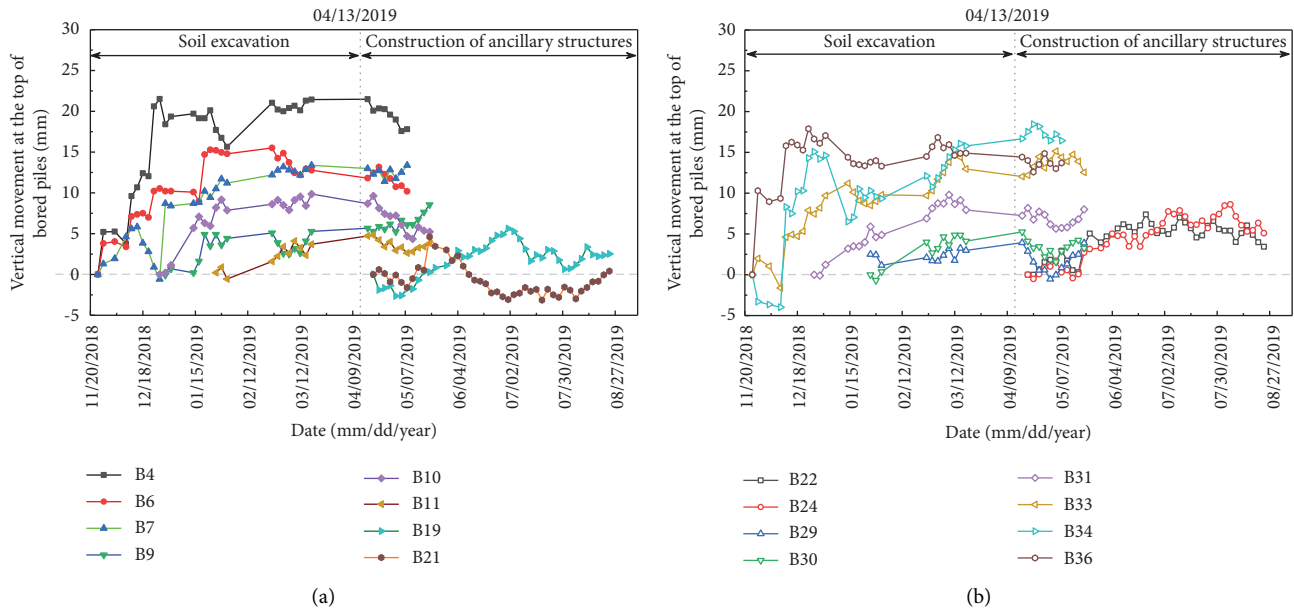 04/13/2019
Soil excavation
Construction of ancillary structures
30
25
20
15
10
5
0
-5
Vertical movement at the top of
bored piles (mm)
11/20/2018
12/18/2018
01/15/2019
02/12/2019
03/12/2019
04/09/2019
05/07/2019
06/04/2019
07/02/2019
07/30/2019
08/27/2019
Date (mm/dd/year)
B4
B6
B7
B9
B10
B11
B19
B21
(a)
04/13/2019
Soil excavation
Construction of ancillary structures
30
25
20
15
10
5
0
-5
Vertical movement at the top of
bored piles (mm)
11/20/2018
12/18/2018
01/15/2019
02/12/2019
03/12/2019
04/09/2019
05/07/2019
06/04/2019
07/02/2019
07/30/2019
08/27/2019
Date (mm/dd/year)
B22
B24
B29
B30
B31
B33
B34
B36
(b)